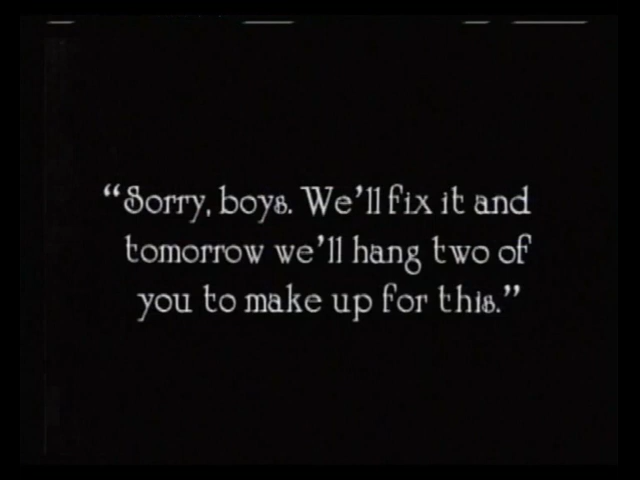 “Sorry, boys. We’ll fix it and
tomorrow we’ll hang two of
you to make up for this.”